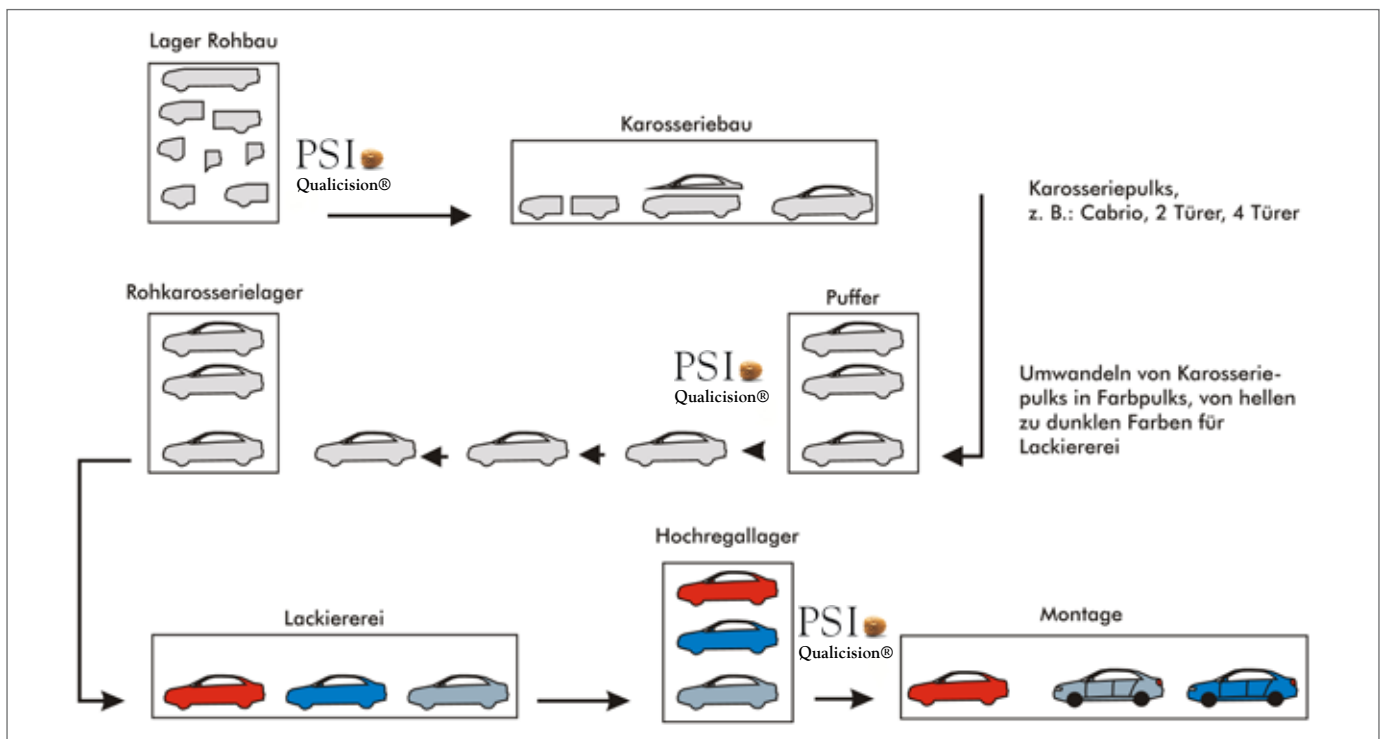 Lager Rohbau
PSI
Qualicision®
Karosseriebau
Karosseriepulks,
z. B.: Cabrio, 2 Türer, 4 Türer
Rohkarosserielager
PSI
Qualicision®
Puffer
Umwandeln von Karosserie-
pulks in Farbpulks, von hellen
zu dunklen Farben für
Lackiererei
Lackiererei
Hochregallager
PSI
Qualicision®
Montage